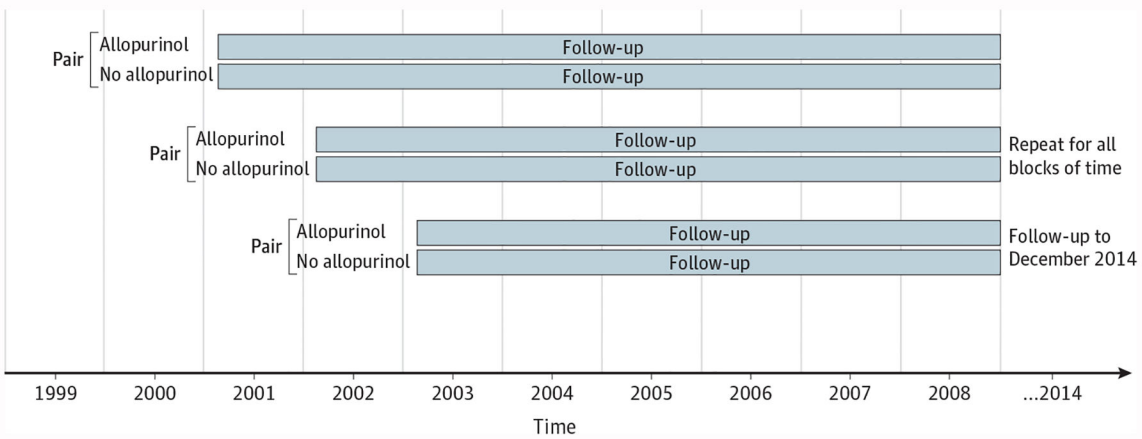 Pair
Allopurinol
No allopurinol
Follow-up
Follow-up
Pair
Allopurinol
No allopurinol
Follow-up
Follow-up
Repeat for all
blocks of time
Pair
Allopurinol
No allopurinol
Follow-up
Follow-up
Follow-up to
December 2014
1999 2000 2001 2002 2003 2004 2005 2006 2007 2008 ...2014
Time